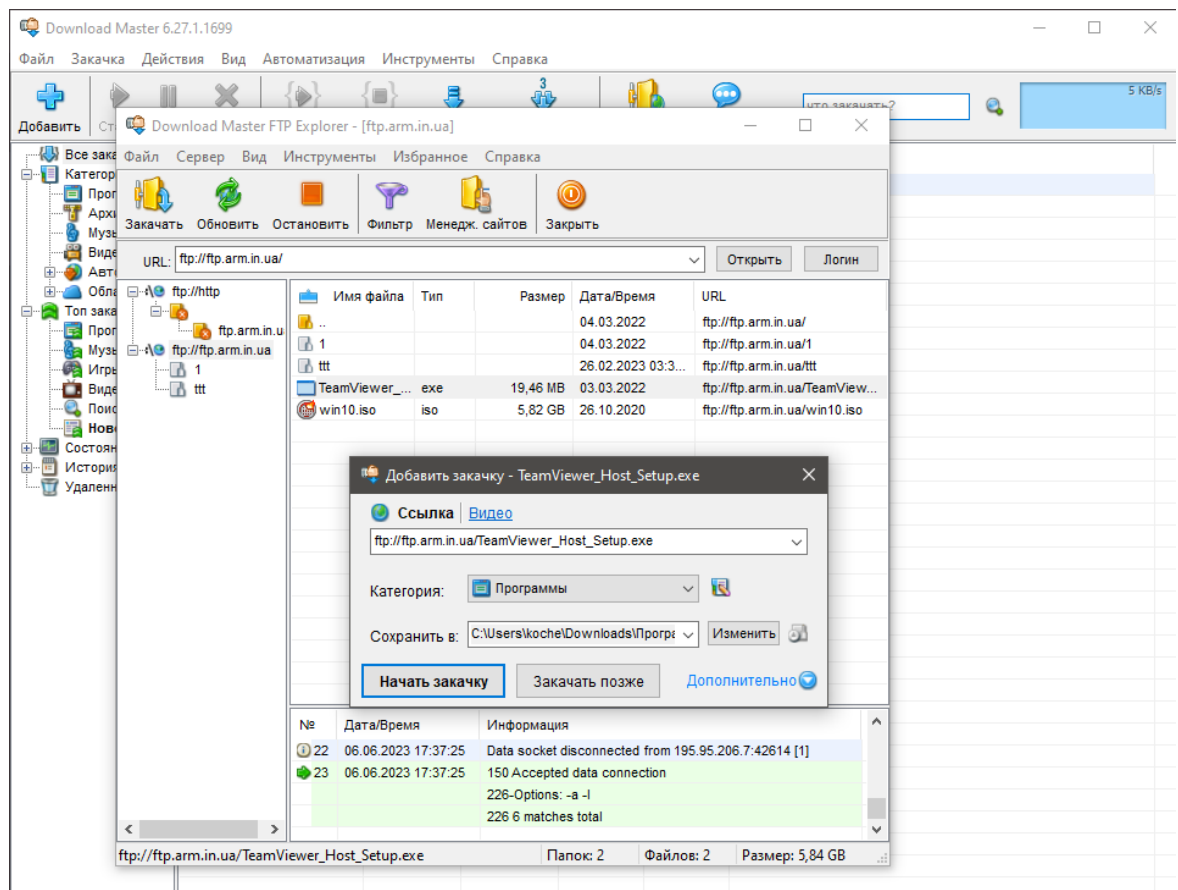 Download Master 6.27.1.1699
Файл Закачка Действия Вид Автоматизация Инструменты Справка
3
5 KB/s
Добавить
Download Master FTP Explorer - [ftp.arm.in.ua]
Файл Сервер Вид Инструменты Избранное Справка
Закачать Обновить Остановить Фильтр Менедж. сайтов Закрыть
URL: ftp://ftp.arm.in.ua/ Открыть Логин
Все зака
Категор
Прог
Архи
Музы
Виде
Авто
Обла
Топ зака
Прог
Музы
Игры
Виде
Поис
Ново
Состоян
История
Удаленн
ftp://http
ftp.arm.in.u
ftp://ftp.arm.in.ua
1
ttt
Имя файла Тип Размер Дата/Время URL
.. 04.03.2022 ftp://ftp.arm.in.ua/
1 04.03.2022 ftp://ftp.arm.in.ua/1
ttt 26.02.2023 03:3... ftp://ftp.arm.in.ua/ttt
TeamViewer_... exe 19,46 MB 03.03.2022 ftp://ftp.arm.in.ua/TeamView...
win10.iso iso 5,82 GB 26.10.2020 ftp://ftp.arm.in.ua/win10.iso
Добавить закачку - TeamViewer_Host_Setup.exe
Ссылка Видео
ftp://ftp.arm.in.ua/TeamViewer_Host_Setup.exe
Категория: Программы
Сохранить в: C:\Users\koche\Downloads\Програ Изменить
Начать закачку Закачать позже Дополнительно
№ Дата/Время Информация
22 06.06.2023 17:37:25 Data socket disconnected from 195.95.206.7:42614 [1]
23 06.06.2023 17:37:25 150 Accepted data connection
226-Options: -a -l
226 6 matches total
ftp://ftp.arm.in.ua/TeamViewer_Host_Setup.exe Папок: 2 Файлов: 2 Размер: 5,84 GB